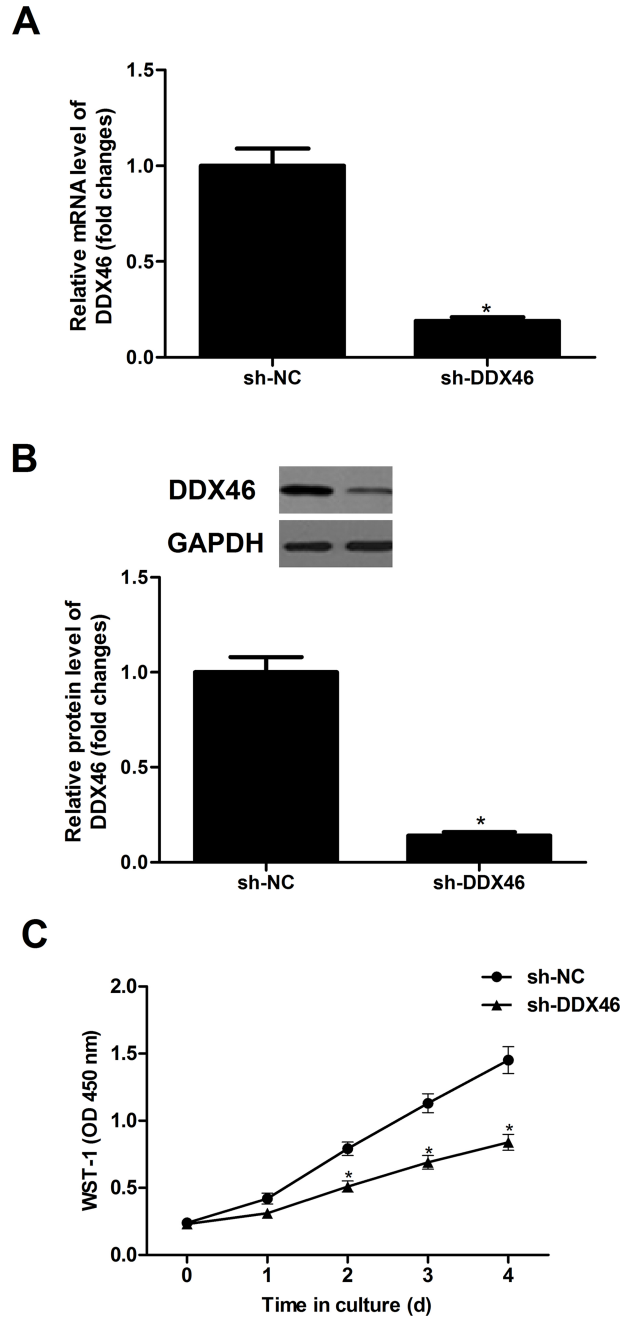 A
Relative mRNA level of
DDX46 (fold changes)
1.5
1.0
0.5
0.0
*
sh-NC
sh-DDX46
B
DDX46
GAPDH
Relative protein level of
DDX46 (fold changes)
1.5
1.0
0.5
0.0
*
sh-NC
sh-DDX46
C
sh-NC
sh-DDX46
WST-1 (OD 450 nm)
2.0
1.5
1.0
0.5
0.0
*
*
*
0 1 2 3 4
Time in culture (d)